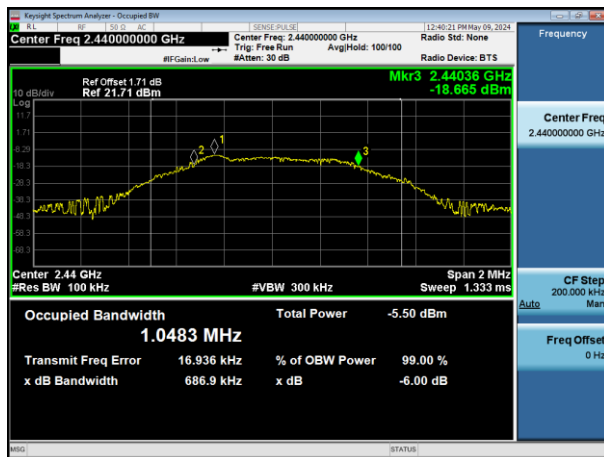 Keysight Spectrum Analyzer - Occupied BW
R L RF 50 Ω AC SENSE:PULSE 12:40:21 PM May 09, 2024
Center Freq 2.440000000 GHz Center Freq: 2.440000000 GHz Radio Std: None
Trig: Free Run Avg|Hold: 100/100
#IFGain:Low #Atten: 30 dB Radio Device: BTS
Frequency
Mkr3 2.44036 GHz
-18.665 dBm
Ref Offset 1.71 dB
10 dB/div Ref 21.71 dBm
Log
11.7
1.71
-8.29
-18.3
-28.3
-38.3
-48.3
-58.3
-68.3
1
2
3
Center 2.44 GHz Span 2 MHz
#Res BW 100 kHz #VBW 300 kHz Sweep 1.333 ms
Occupied Bandwidth Total Power -5.50 dBm
1.0483 MHz
Transmit Freq Error 16.936 kHz % of OBW Power 99.00 %
x dB Bandwidth 686.9 kHz x dB -6.00 dB
Center Freq
2.440000000 GHz
CF Step
200.000 kHz
Auto Man
Freq Offset
0 Hz
MSG STATUS